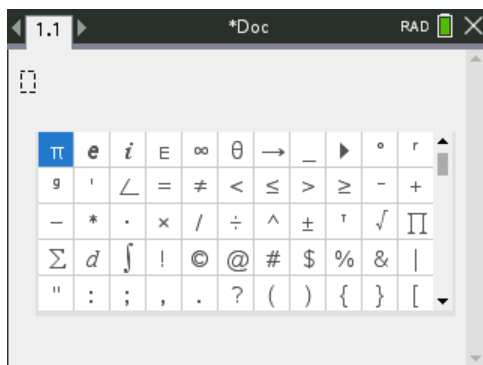 1.1 *Doc RAD
π e i E ∞ θ → _ ▶ ° r
g ' ∠ = ≠ < ≤ > ≥ − +
− * · × / ÷ ^ ± ᵀ √ ∏
∑ d ∫ ! © @ # $ % & |
" : ; , . ? ( ) { } [